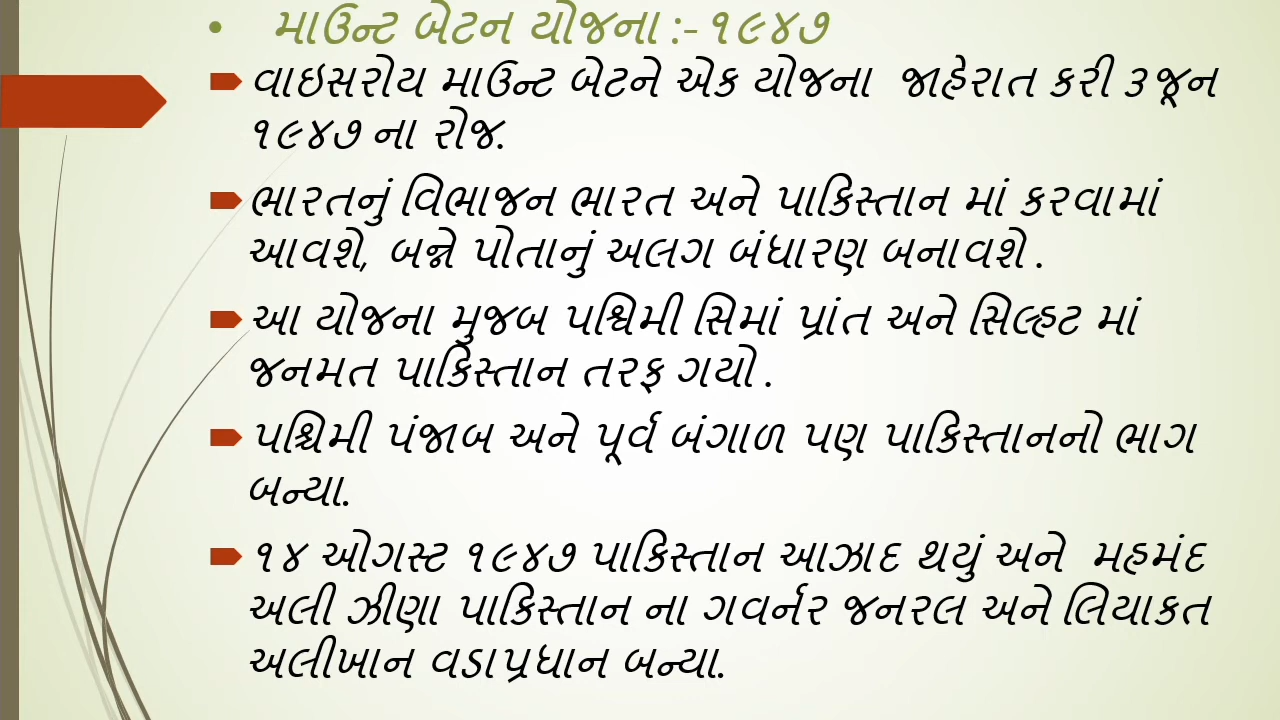 • માઉન્ટ બેટન યોજના :- ૧૯૪૭
વાઇસરોય માઉન્ટ બેટને એક યોજના જાહેરાત કરી ૩ જૂન
૧૯૪૭ ના રોજ.
ભારતનું વિભાજન ભારત અને પાકિસ્તાન માં કરવામાં
આવશે, બન્ને પોતાનું અલગ બંધારણ બનાવશે .
આ યોજના મુજબ પશ્વિમી સિમાં પ્રાંત અને સિલ્હટ માં
જનમત પાકિસ્તાન તરફ ગયો .
પશ્ચિમી પંજાબ અને પૂર્વ બંગાળ પણ પાકિસ્તાનનો ભાગ
બન્યા.
૧૪ ઓગસ્ટ ૧૯૪૭ પાકિસ્તાન આઝાદ થયું અને મહમંદ
અલી ઝીણા પાકિસ્તાન ના ગવર્નર જનરલ અને લિયાકત
અલીખાન વડાપ્રધાન બન્યા.